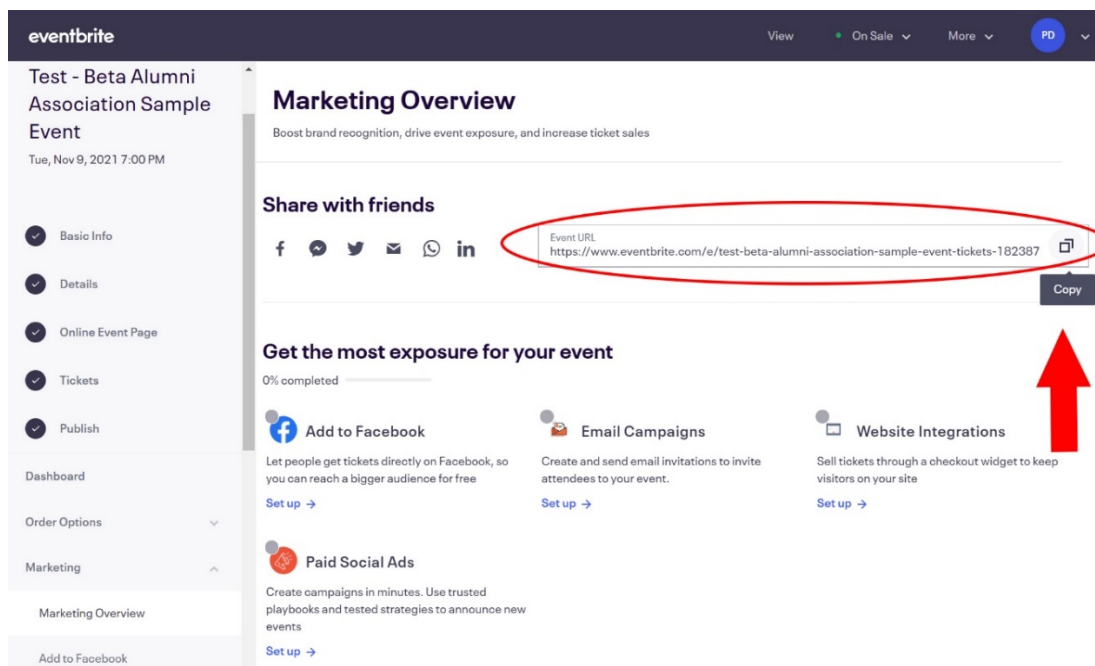 eventbrite
View
On Sale
More
PD
Test - Beta Alumni
Association Sample
Event
Tue, Nov 9, 2021 7:00 PM
Basic Info
Details
Online Event Page
Tickets
Publish
Dashboard
Order Options
Marketing
Marketing Overview
Add to Facebook
Marketing Overview
Boost brand recognition, drive event exposure, and increase ticket sales
Share with friends
Event URL
https://www.eventbrite.com/e/test-beta-alumni-association-sample-event-tickets-182387
Copy
Get the most exposure for your event
0% completed
Add to Facebook
Let people get tickets directly on Facebook, so
you can reach a bigger audience for free
Set up →
Email Campaigns
Create and send email invitations to invite
attendees to your event.
Set up →
Website Integrations
Sell tickets through a checkout widget to keep
visitors on your site
Set up →
Paid Social Ads
Create campaigns in minutes. Use trusted
playbooks and tested strategies to announce new
events
Set up →